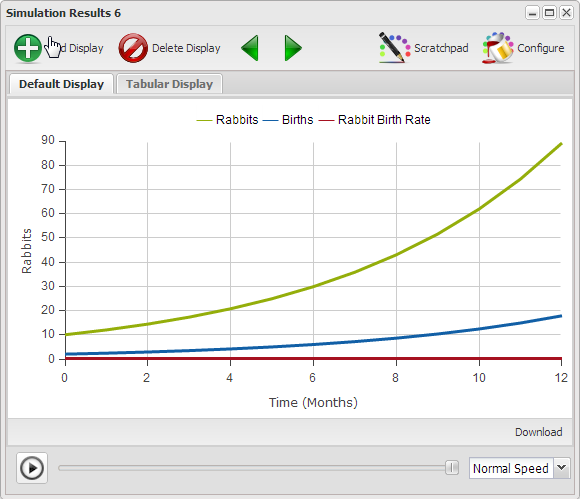 Simulation Results 6
d Display Delete Display Scratchpad Configure
Default Display Tabular Display
Rabbits Births Rabbit Birth Rate
90
80
70
60
50
40
30
20
10
0
Rabbits
0 2 4 6 8 10 12
Time (Months)
Download
Normal Speed